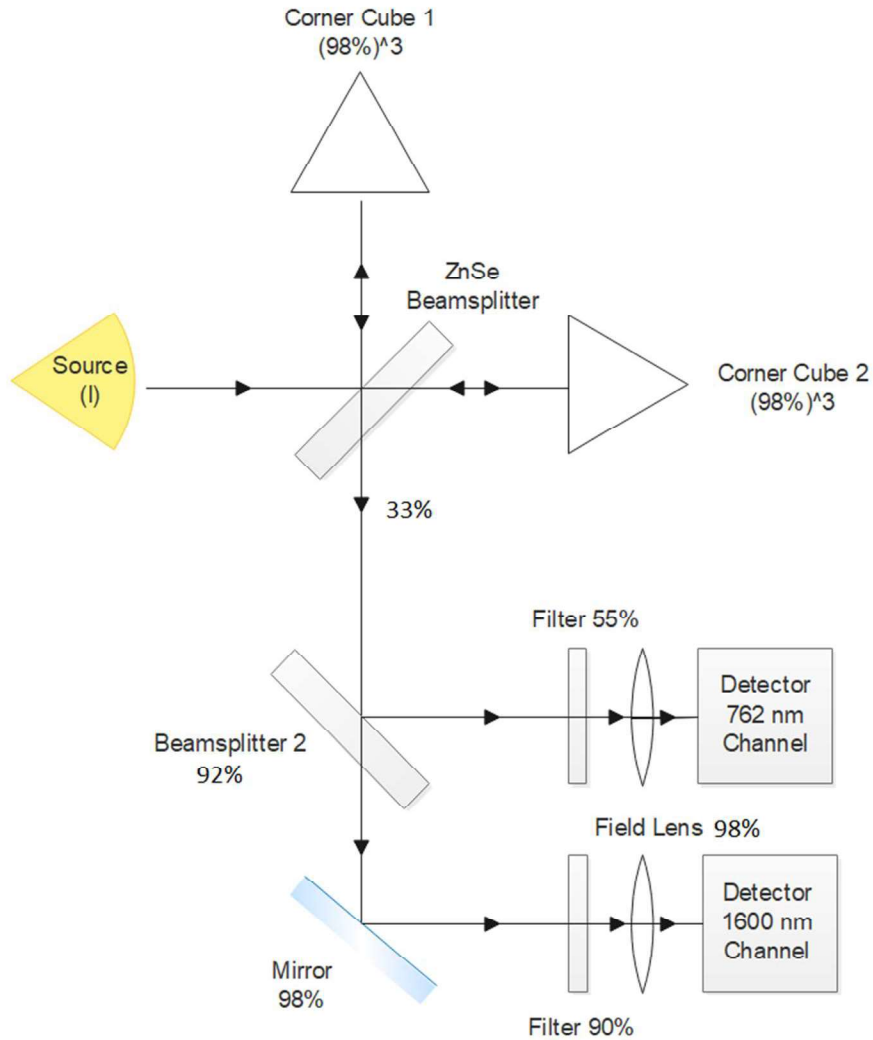 Corner Cube 1
(98%)^3
ZnSe
Beamsplitter
Source
(I)
Corner Cube 2
(98%)^3
33%
Filter 55%
Detector
762 nm
Channel
Beamsplitter 2
92%
Field Lens 98%
Detector
1600 nm
Channel
Mirror
98%
Filter 90%